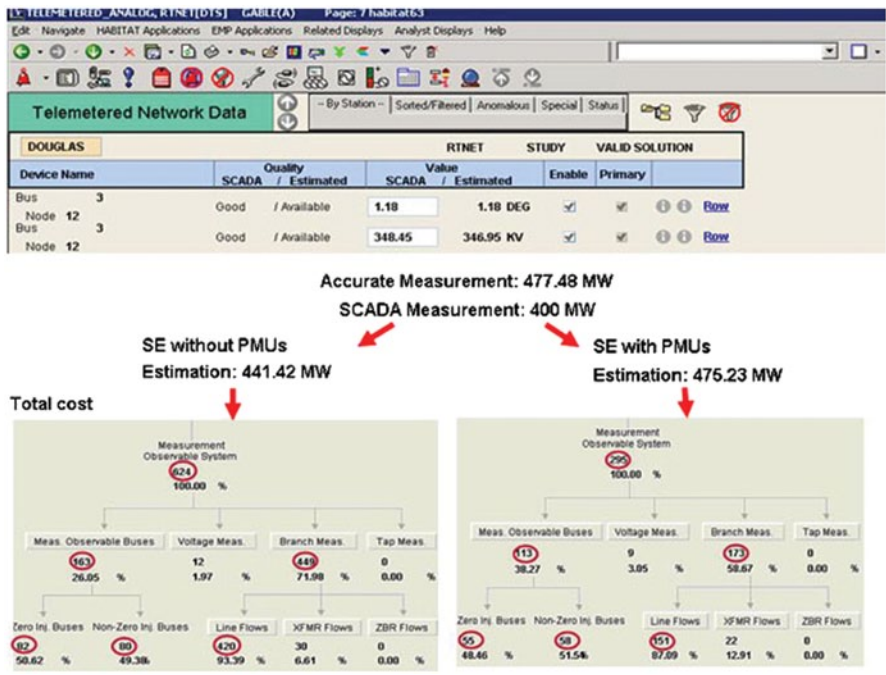 TELEMETERED_ANALOG, RTNET[DTS] GABLE(A) Page: 7 habitat63
Edit Navigate HABITAT Applications EMP Applications Related Displays Analyst Displays Help
Telemetered Network Data
-- By Station -- Sorted/Filtered Anomalous Special Status
DOUGLAS RTNET STUDY VALID SOLUTION
Device Name Quality SCADA / Estimated Value SCADA / Estimated Enable Primary
Bus 3
Good / Available 1.18 1.18 DEG Row
Node 12
Bus 3
Good / Available 348.45 346.95 KV Row
Node 12
Accurate Measurement: 477.48 MW
SCADA Measurement: 400 MW
SE without PMUs
Estimation: 441.42 MW
SE with PMUs
Estimation: 475.23 MW
Total cost
Measurement
Observable System
624
100.00 %
Meas. Observable Buses Voltage Meas. Branch Meas. Tap Meas.
163 12 449 0
26.05 % 1.97 % 71.98 % 0.00 %
Zero Inj. Buses Non-Zero Inj. Buses Line Flows XFMR Flows ZBR Flows
82 80 420 30 0
50.62 % 49.38% 93.39 % 6.61 % 0.00 %
Measurement
Observable System
295
100.00 %
Meas. Observable Buses Voltage Meas. Branch Meas. Tap Meas.
113 9 173 0
38.27 % 3.05 % 58.67 % 0.00 %
Zero Inj. Buses Non-Zero Inj. Buses Line Flows XFMR Flows ZBR Flows
55 58 151 22 0
48.46 % 51.54% 87.09 % 12.91 % 0.00 %